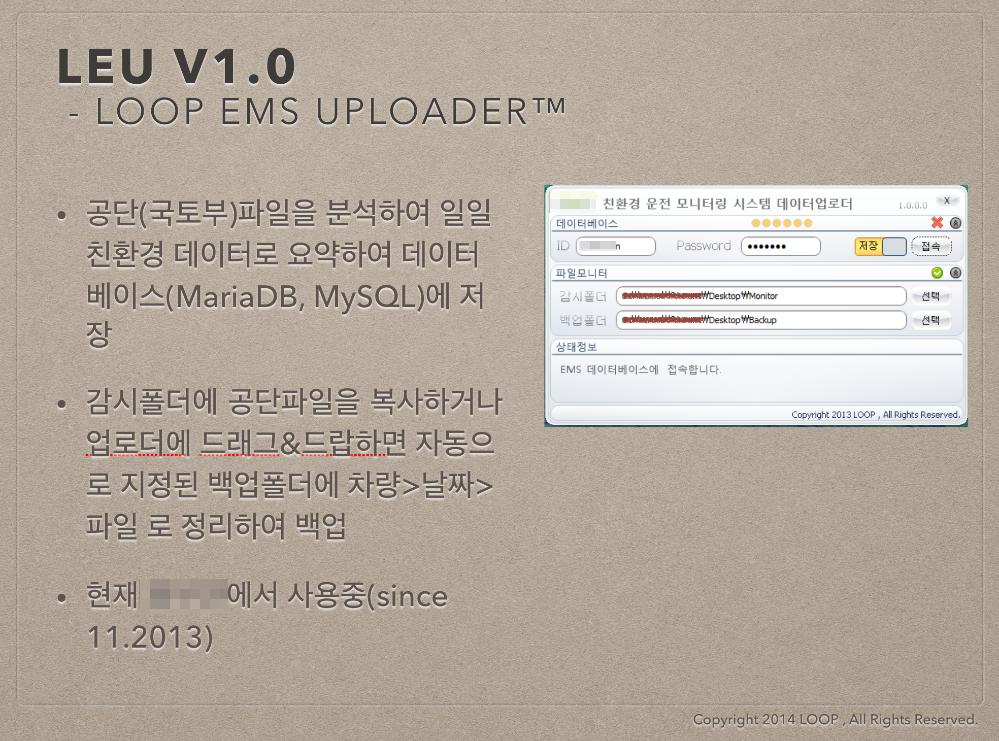 LEU V1.0
- LOOP EMS UPLOADER™
• 공단(국토부)파일을 분석하여 일일
친환경 데이터로 요약하여 데이터
베이스(MariaDB, MySQL)에 저
장
• 감시폴더에 공단파일을 복사하거나
업로더에 드래그&드랍하면 자동으
로 지정된 백업폴더에 차량>날짜>
파일 로 정리하여 백업
• 현재 에서 사용중(since
11.2013)
친환경 운전 모니터링 시스템 데이터업로더 1.0.0.0 X
데이터베이스
ID n Password ••••••• 저장 접속
파일모니터
감시폴더 ₩Desktop₩Monitor 선택
백업폴더 ₩Desktop₩Backup 선택
상태정보
EMS 데이터베이스에 접속합니다.
Copyright 2013 LOOP , All Rights Reserved.
Copyright 2014 LOOP , All Rights Reserved.